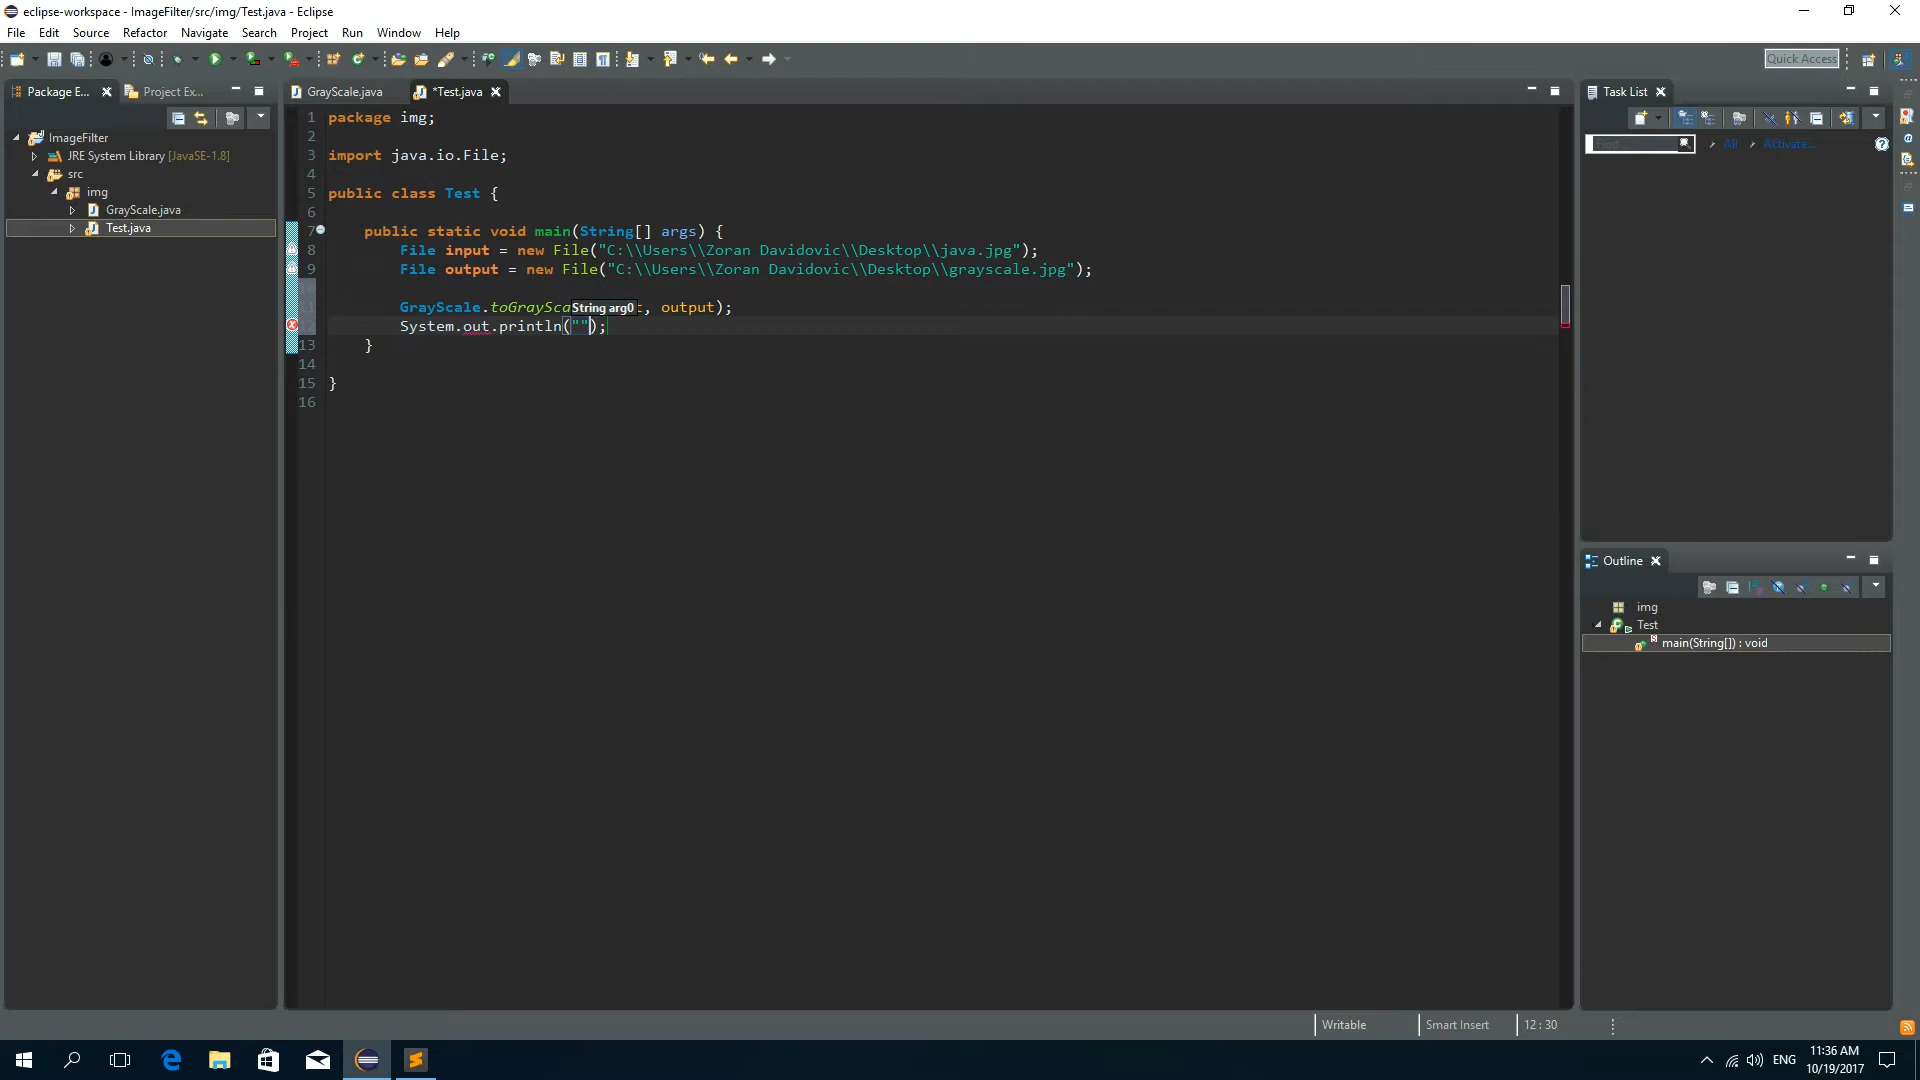 eclipse-workspace - ImageFilter/src/img/Test.java - Eclipse
File Edit Source Refactor Navigate Search Project Run Window Help
Quick Access
Package E... Project Ex...
GrayScale.java *Test.java
Task List
ImageFilter
JRE System Library [JavaSE-1.8]
src
img
GrayScale.java
Test.java
1 package img;
2
3 import java.io.File;
4
5 public class Test {
6
7 public static void main(String[] args) {
8 File input = new File("C:\\Users\\Zoran Davidovic\\Desktop\\java.jpg");
9 File output = new File("C:\\Users\\Zoran Davidovic\\Desktop\\grayscale.jpg");
GrayScale.toGraySca String arg0 t, output);
System.out.println("");
13 }
14
15 }
16
Find All Activate...
Outline
img
Test
main(String[]) : void
Writable Smart Insert 12 : 30
ENG 11:36 AM
10/19/2017